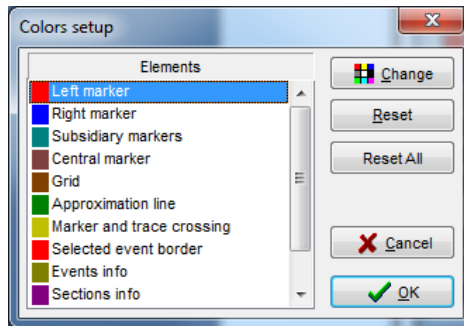 Colors setup
Elements
Left marker
Right marker
Subsidiary markers
Central marker
Grid
Approximation line
Marker and trace crossing
Selected event border
Events info
Sections info
Change
Reset
Reset All
Cancel
OK